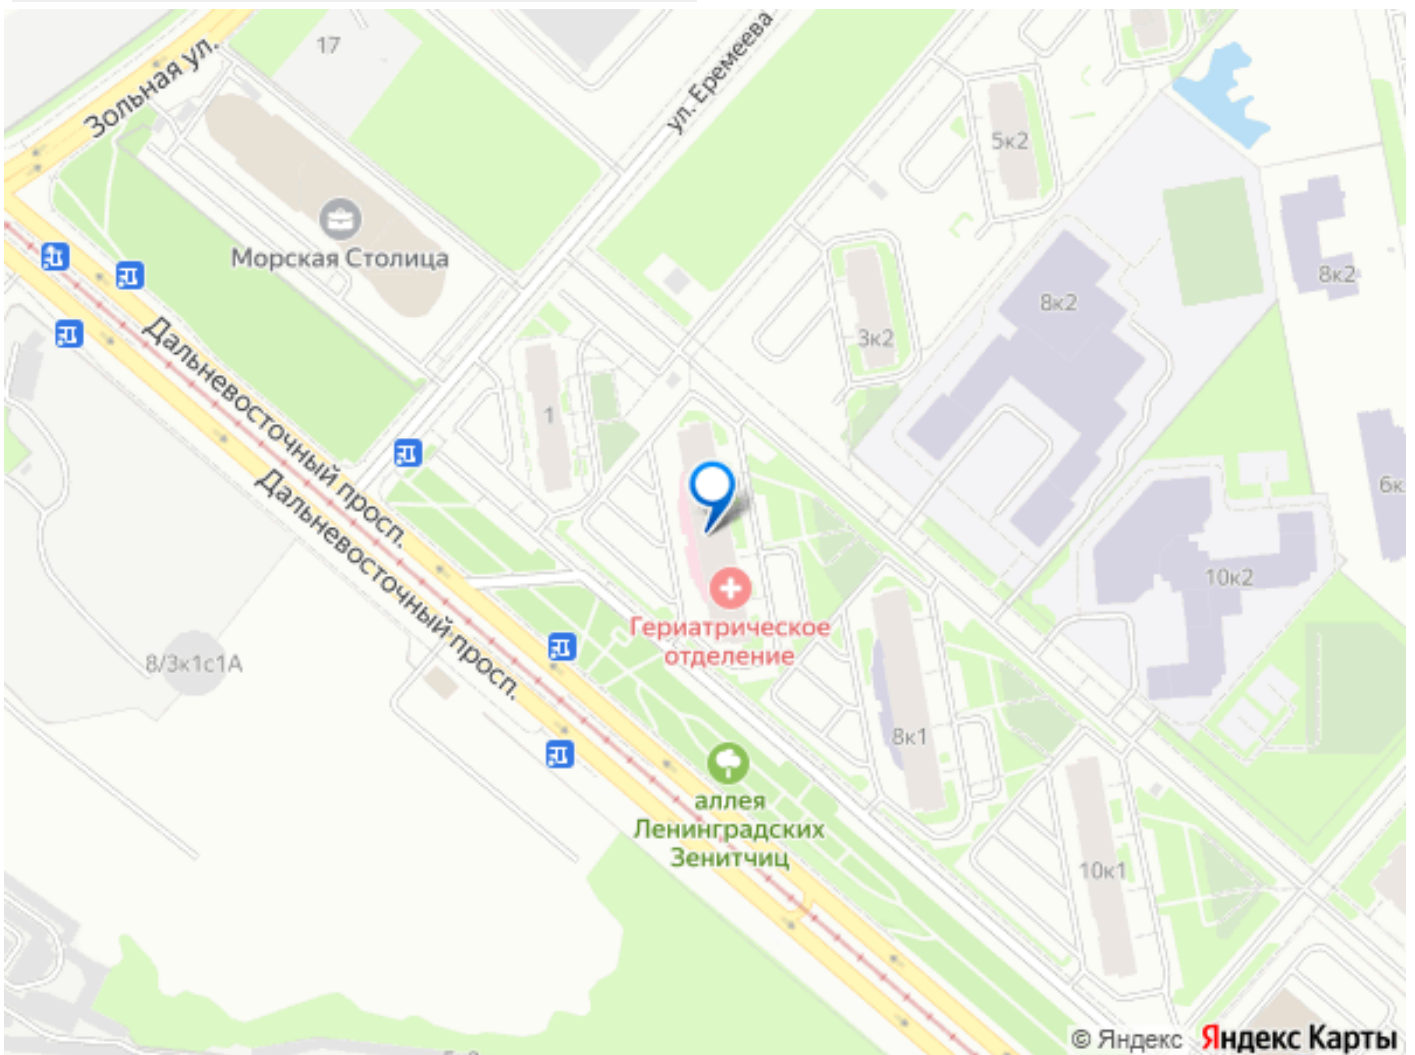 17
Зольная ул.
ул. Еремеева
5к2
Морская Столица
8к2
8к2
3к2
Дальневосточный просп.
1
Дальневосточный просп.
10к2
Гериатрическое
отделение
8/3к1с1А
8к1
аллея
Ленинградских
Зенитчиц
10к1
© Яндекс Яндекс Карты